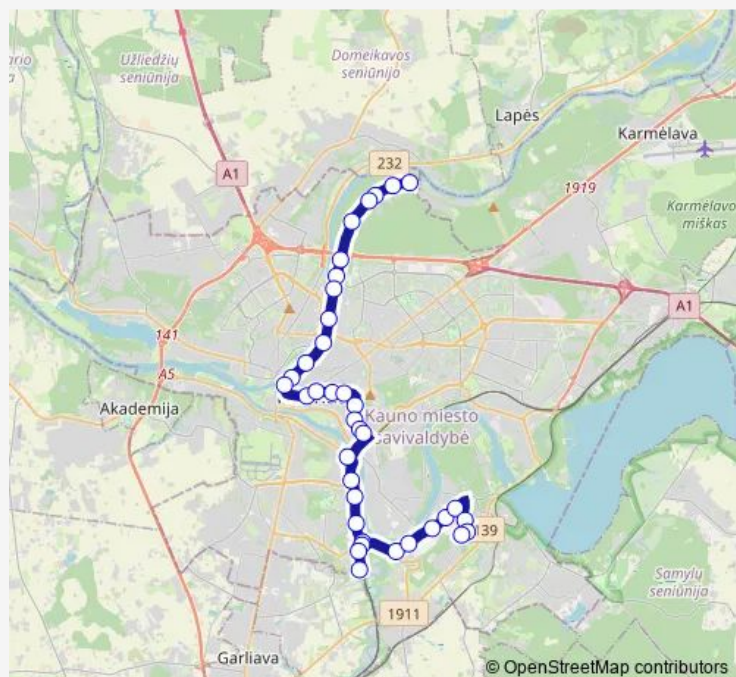 Užliedžių
seniūnija
Domeikavos
seniūnija
Lapės
Karmėlava
232
A1
1919
Karmėlavo
miškas
A1
141
A5
Akademija
Kauno miesto
Savivaldybė
139
Samylų
seniūnija
1911
Garliava
© OpenStreetMap contributors